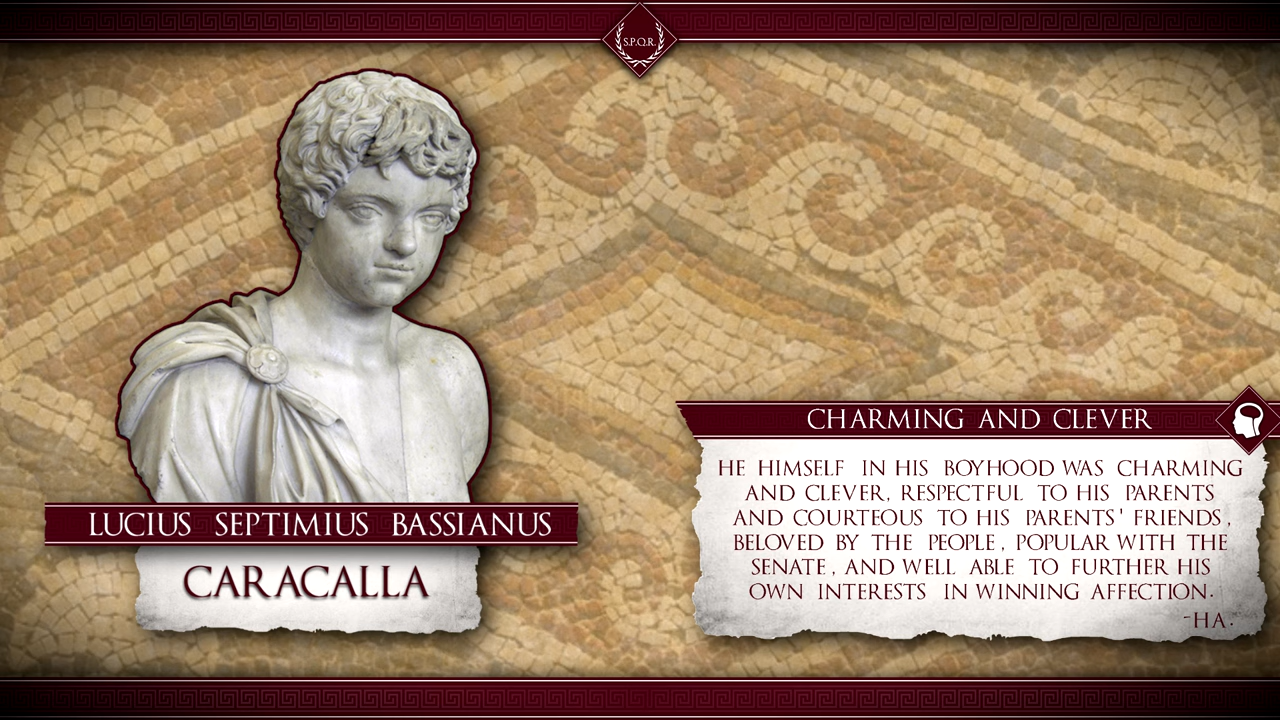 S.P.Q.R.
LUCIUS SEPTIMIUS BASSIANUS
CARACALLA
CHARMING AND CLEVER
HE HIMSELF IN HIS BOYHOOD WAS CHARMING
AND CLEVER, RESPECTFUL TO HIS PARENTS
AND COURTEOUS TO HIS PARENTS' FRIENDS,
BELOVED BY THE PEOPLE, POPULAR WITH THE
SENATE, AND WELL ABLE TO FURTHER HIS
OWN INTERESTS IN WINNING AFFECTION.
-HA.